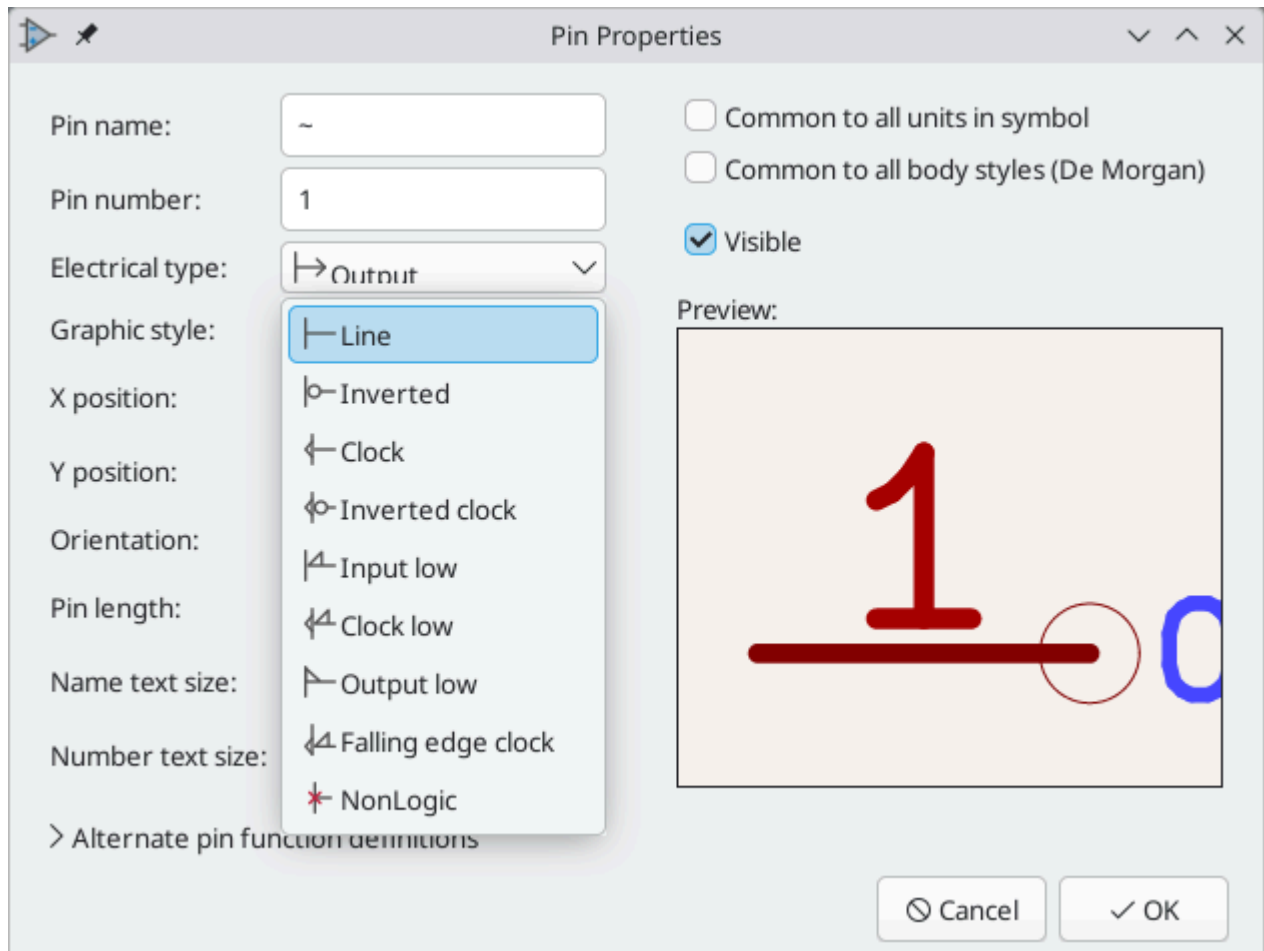 Pin Properties
Pin name:
~
Pin number:
1
Electrical type:
Output
Graphic style:
Line
Inverted
Clock
Inverted clock
Input low
Clock low
Output low
Falling edge clock
NonLogic
X position:
Y position:
Orientation:
Pin length:
Name text size:
Number text size:
Alternate pin function definitions
Common to all units in symbol
Common to all body styles (De Morgan)
Visible
Preview:
1
Cancel
OK